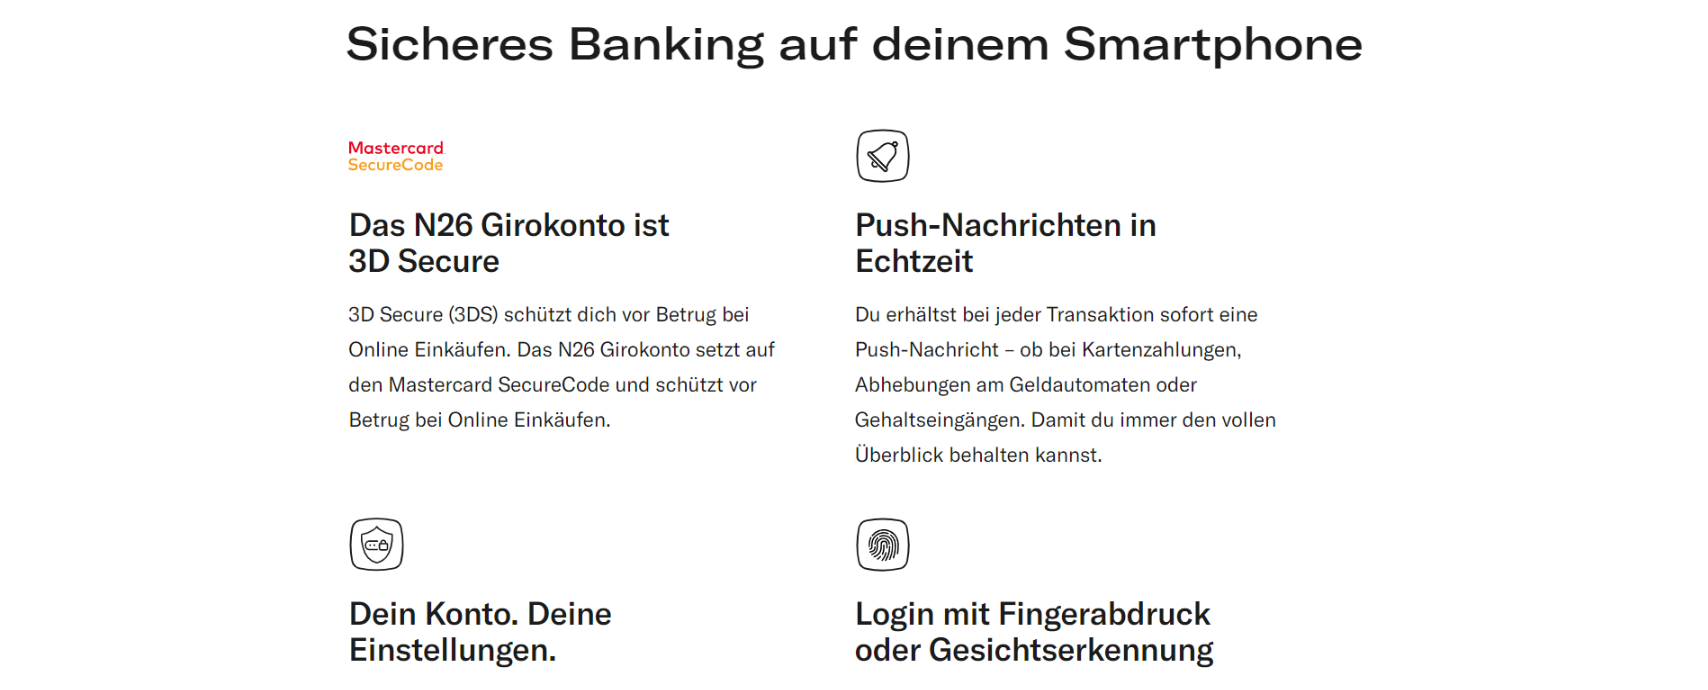 Sicheres Banking auf deinem Smartphone
Mastercard
SecureCode
Das N26 Girokonto ist
3D Secure
3D Secure (3DS) schützt dich vor Betrug bei
Online Einkäufen. Das N26 Girokonto setzt auf
den Mastercard SecureCode und schützt vor
Betrug bei Online Einkäufen.
Push-Nachrichten in
Echtzeit
Du erhältst bei jeder Transaktion sofort eine
Push-Nachricht – ob bei Kartenzahlungen,
Abhebungen am Geldautomaten oder
Gehaltseingängen. Damit du immer den vollen
Überblick behalten kannst.
Dein Konto. Deine
Einstellungen.
Login mit Fingerabdruck
oder Gesichtserkennung